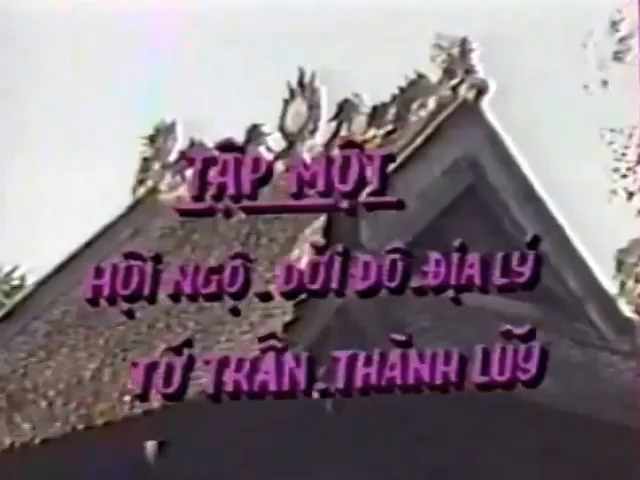 TẬP MỘT
HỘI NGỘ _ DỜI ĐÔ _ ĐỊA LÝ
TỨ TRẤN _ THÀNH LŨY